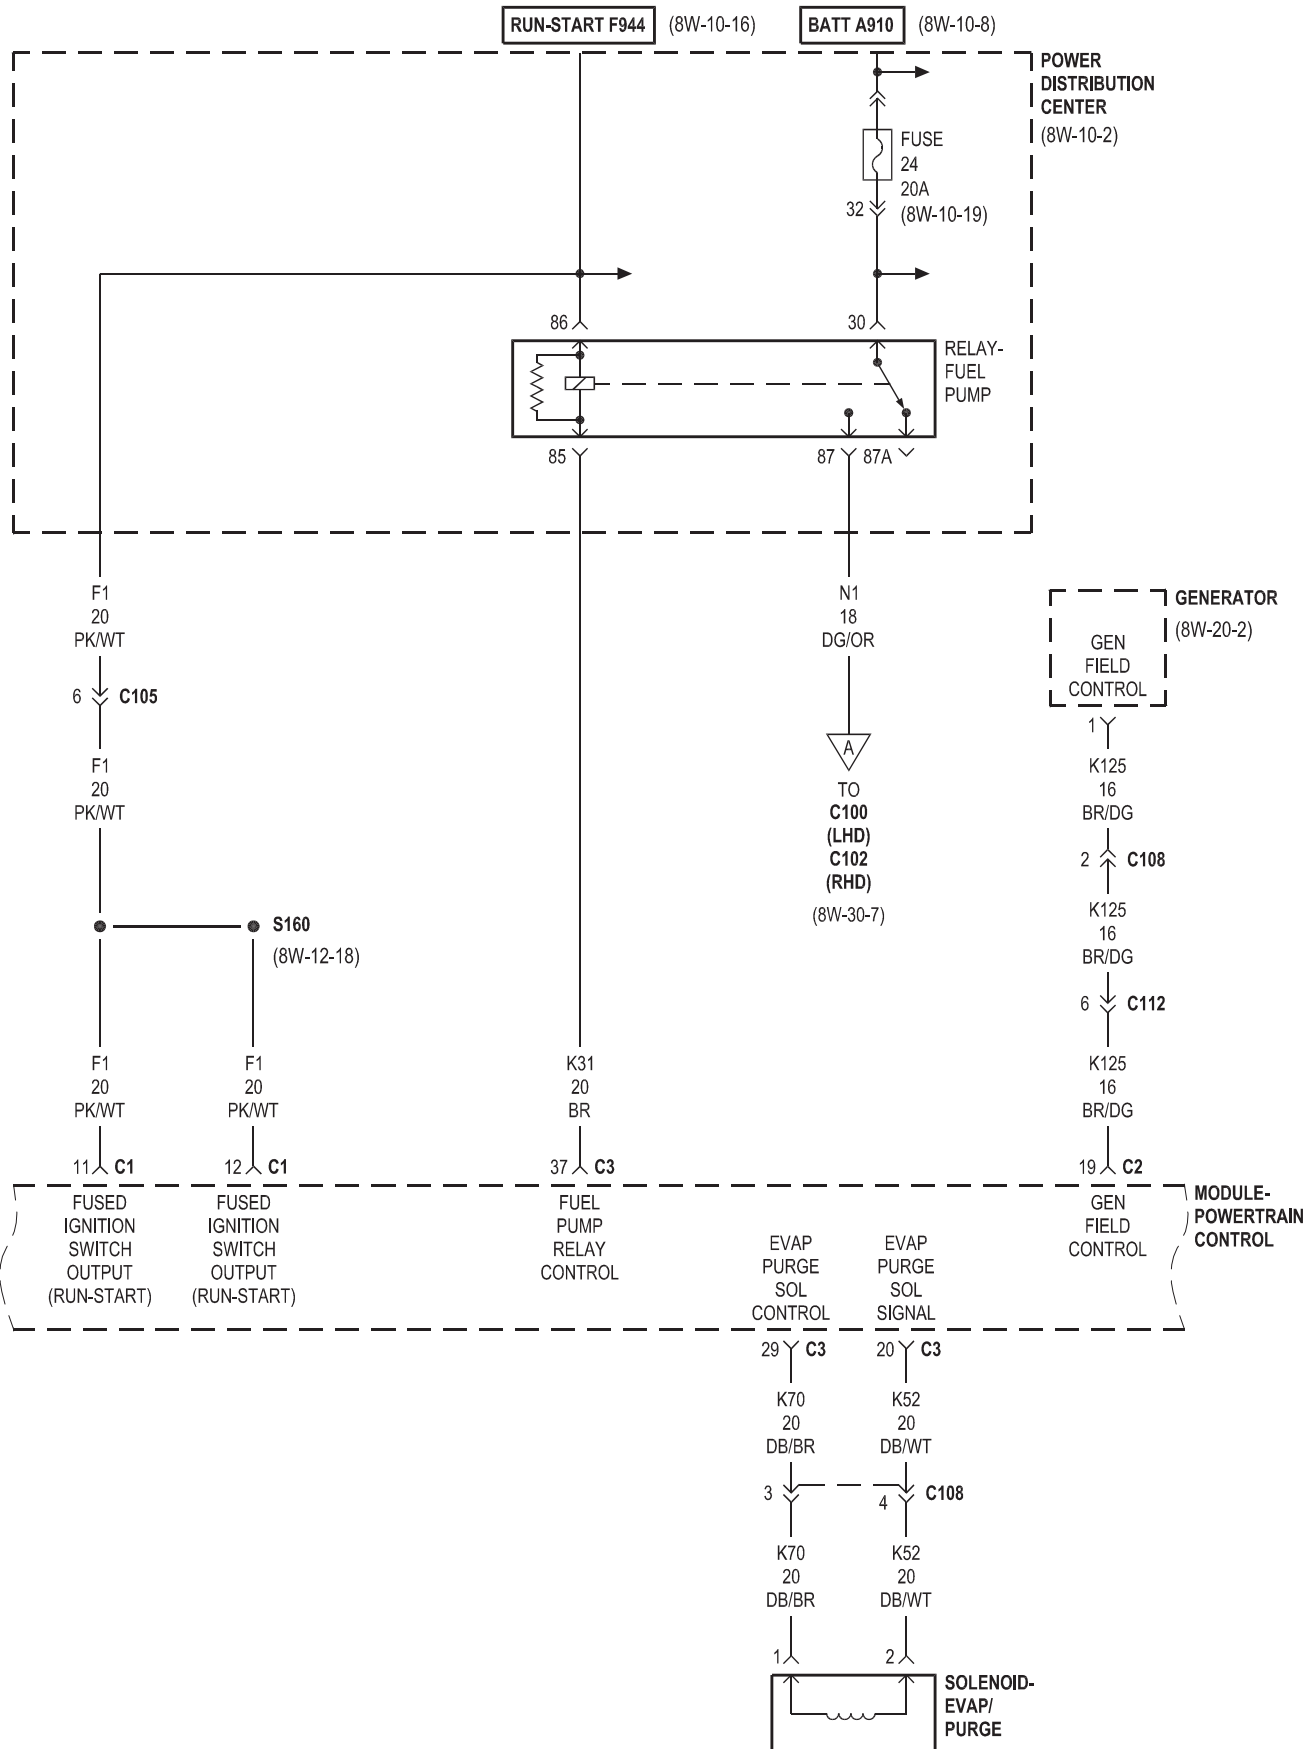 RUN-START F944 (8W-10-16)
BATT A910 (8W-10-8)
POWER
DISTRIBUTION
CENTER
(8W-10-2)
FUSE
24
20A
(8W-10-19)
32
86
30
RELAY-
FUEL
PUMP
85
87
87A
F1
20
PK/WT
N1
18
DG/OR
GENERATOR
(8W-20-2)
GEN
FIELD
CONTROL
6 C105
1
F1
20
PK/WT
A
TO
C100
(LHD)
C102
(RHD)
(8W-30-7)
K125
16
BR/DG
2 C108
K125
16
BR/DG
S160
(8W-12-18)
6 C112
F1
20
PK/WT
F1
20
PK/WT
K31
20
BR
K125
16
BR/DG
11 C1
12 C1
37 C3
19 C2
FUSED
IGNITION
SWITCH
OUTPUT
(RUN-START)
FUSED
IGNITION
SWITCH
OUTPUT
(RUN-START)
FUEL
PUMP
RELAY
CONTROL
EVAP
PURGE
SOL
CONTROL
EVAP
PURGE
SOL
SIGNAL
GEN
FIELD
CONTROL
MODULE-
POWERTRAIN
CONTROL
29 C3
20 C3
K70
20
DB/BR
K52
20
DB/WT
3
4 C108
K70
20
DB/BR
K52
20
DB/WT
1
2
SOLENOID-
EVAP/
PURGE